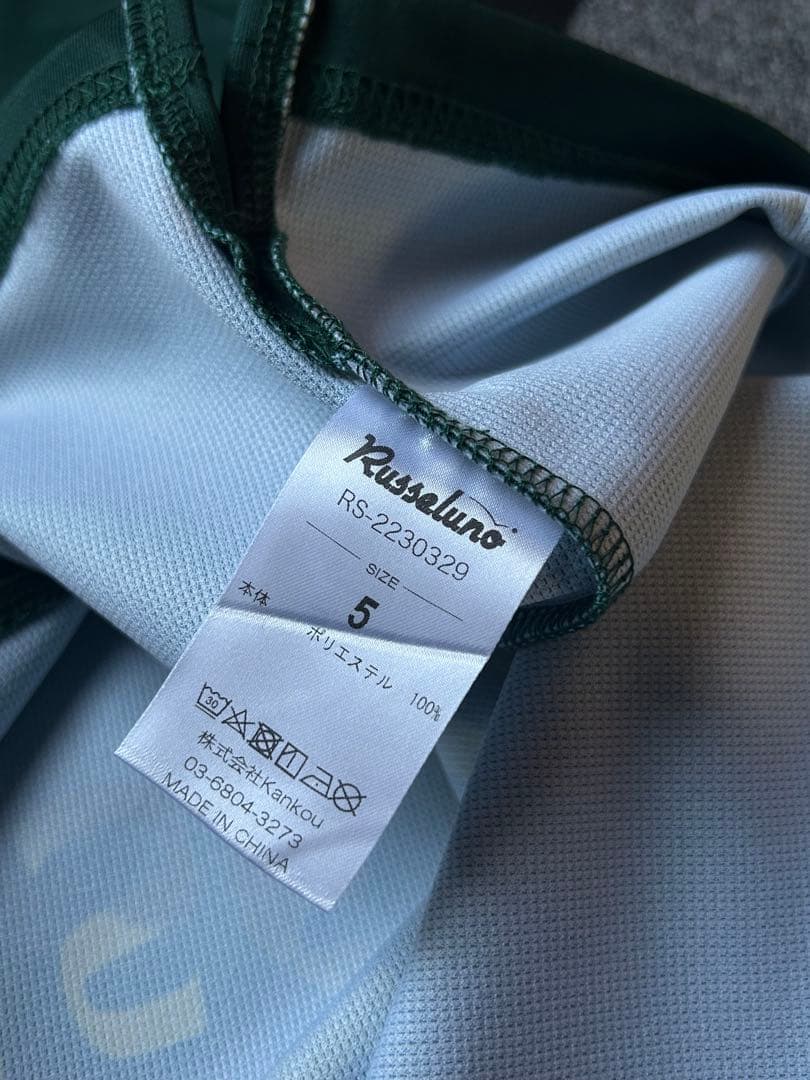 Russeluno
RS-2230329
SIZE
5
本体 ポリエステル 100%
30
株式会社Kankou
03-6804-3273
MADE IN CHINA